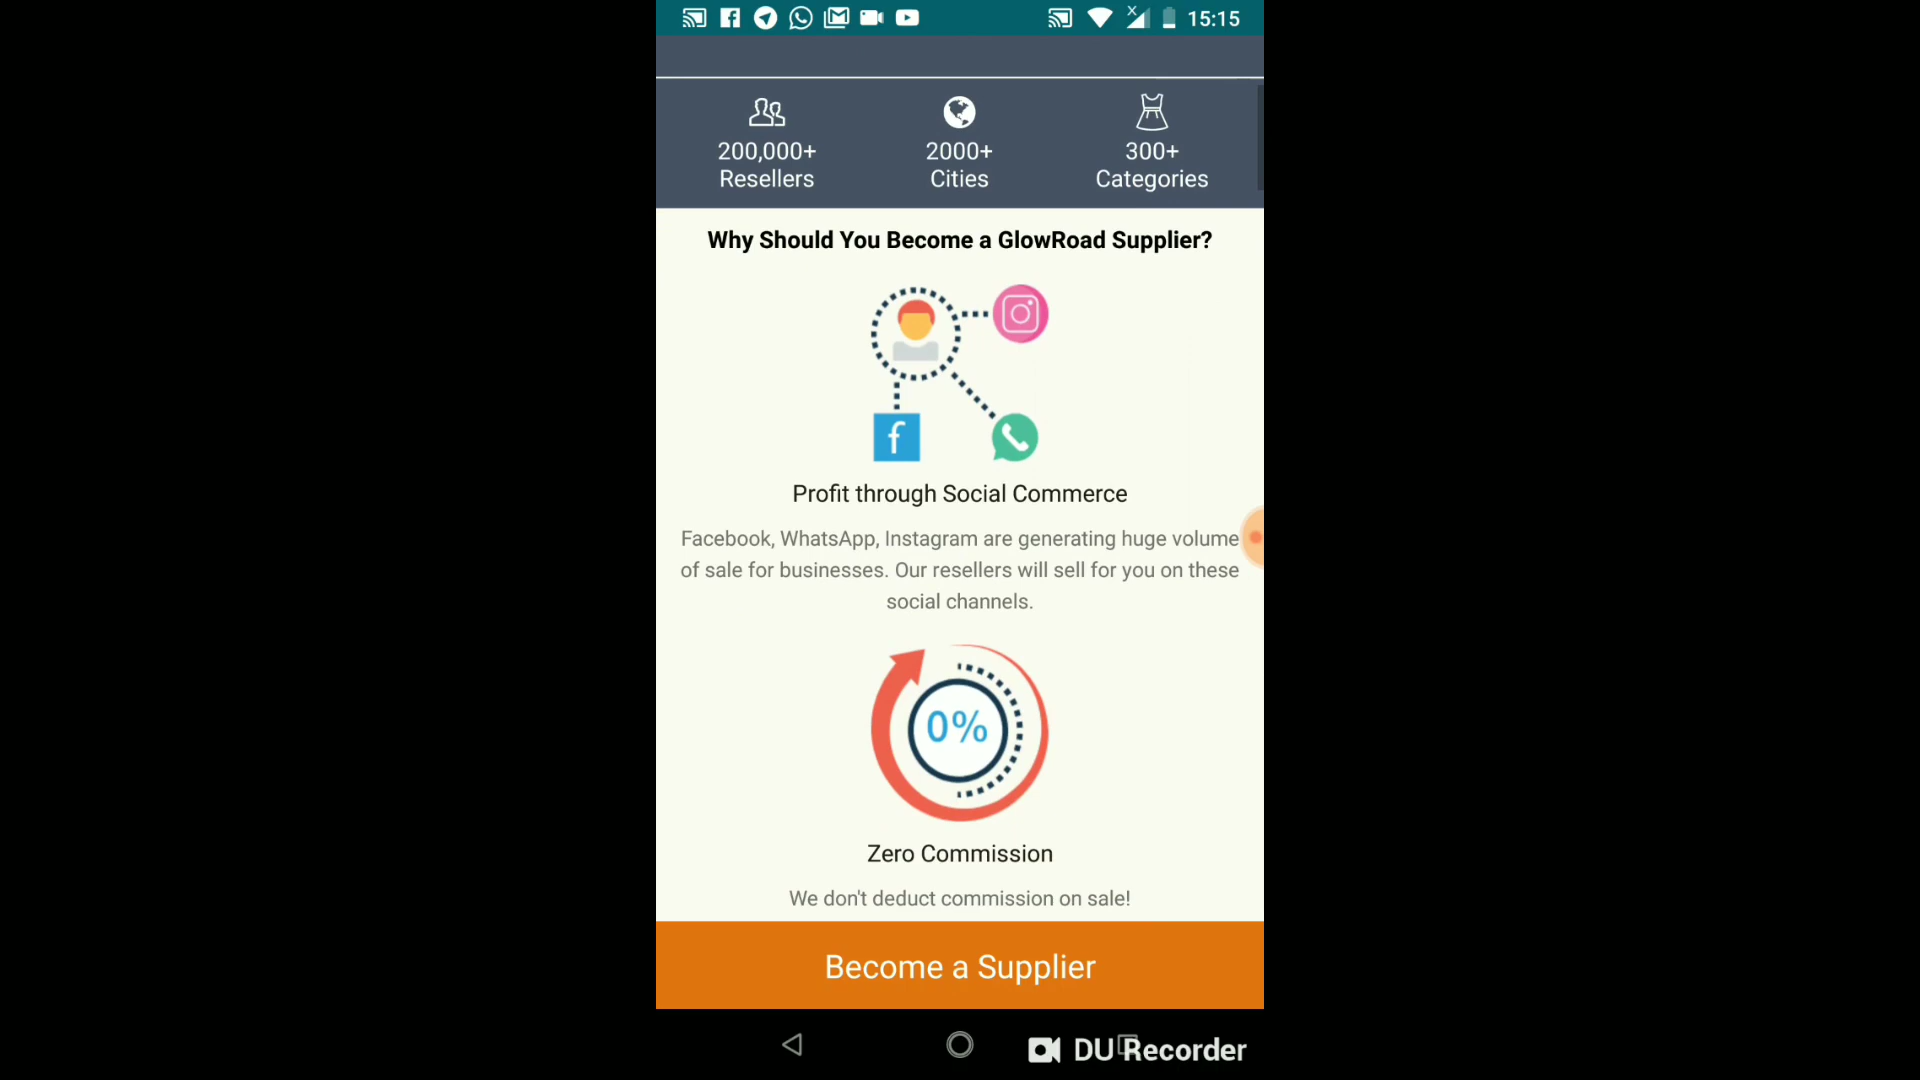 15:15
200,000+ 2000+ 300+
Resellers Cities Categories
Why Should You Become a GlowRoad Supplier?
Profit through Social Commerce
Facebook, WhatsApp, Instagram are generating huge volume
of sale for businesses. Our resellers will sell for you on these
social channels.
0%
Zero Commission
We don't deduct commission on sale!
Become a Supplier
DU Recorder